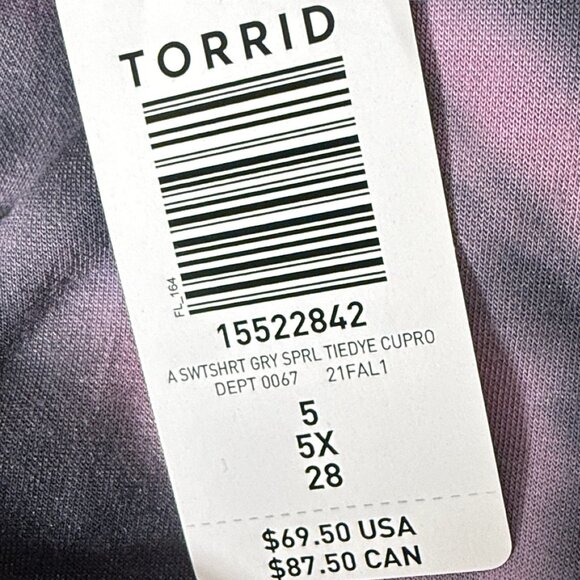 TORRID
FL_164
15522842
A SWTSHRT GRY SPRL TIEDYE CUPRO
DEPT 0067 21FAL1
5
5X
28
$69.50 USA
$87.50 CAN